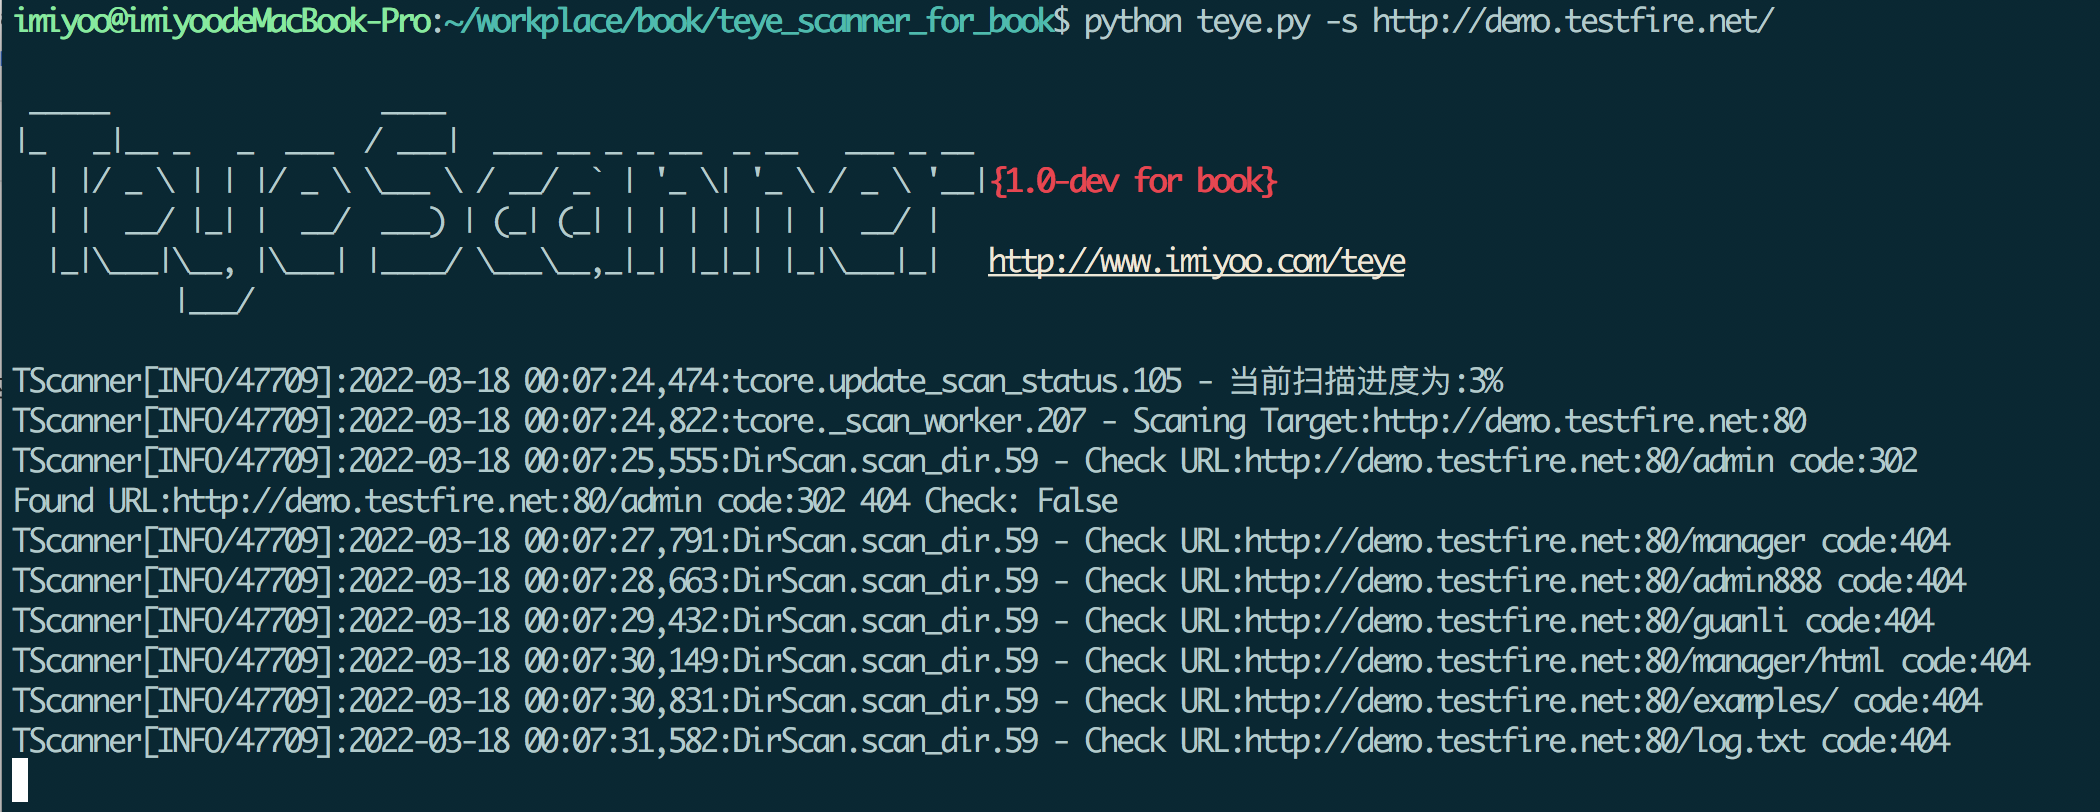 imiyoo@imiyoodeMacBook-Pro:~/workplace/book/teye_scanner_for_book$ python teye.py -s http://demo.testfire.net/
TeyeScanner
{1.0-dev for book}
http://www.imiyoo.com/teye
TScanner[INFO/47709]:2022-03-18 00:07:24,474:tcore.update_scan_status.105 - 当前扫描进度为:3%
TScanner[INFO/47709]:2022-03-18 00:07:24,822:tcore._scan_worker.207 - Scaning Target:http://demo.testfire.net:80
TScanner[INFO/47709]:2022-03-18 00:07:25,555:DirScan.scan_dir.59 - Check URL:http://demo.testfire.net:80/admin code:302
Found URL:http://demo.testfire.net:80/admin code:302 404 Check: False
TScanner[INFO/47709]:2022-03-18 00:07:27,791:DirScan.scan_dir.59 - Check URL:http://demo.testfire.net:80/manager code:404
TScanner[INFO/47709]:2022-03-18 00:07:28,663:DirScan.scan_dir.59 - Check URL:http://demo.testfire.net:80/admin888 code:404
TScanner[INFO/47709]:2022-03-18 00:07:29,432:DirScan.scan_dir.59 - Check URL:http://demo.testfire.net:80/guanli code:404
TScanner[INFO/47709]:2022-03-18 00:07:30,149:DirScan.scan_dir.59 - Check URL:http://demo.testfire.net:80/manager/html code:404
TScanner[INFO/47709]:2022-03-18 00:07:30,831:DirScan.scan_dir.59 - Check URL:http://demo.testfire.net:80/examples/ code:404
TScanner[INFO/47709]:2022-03-18 00:07:31,582:DirScan.scan_dir.59 - Check URL:http://demo.testfire.net:80/log.txt code:404